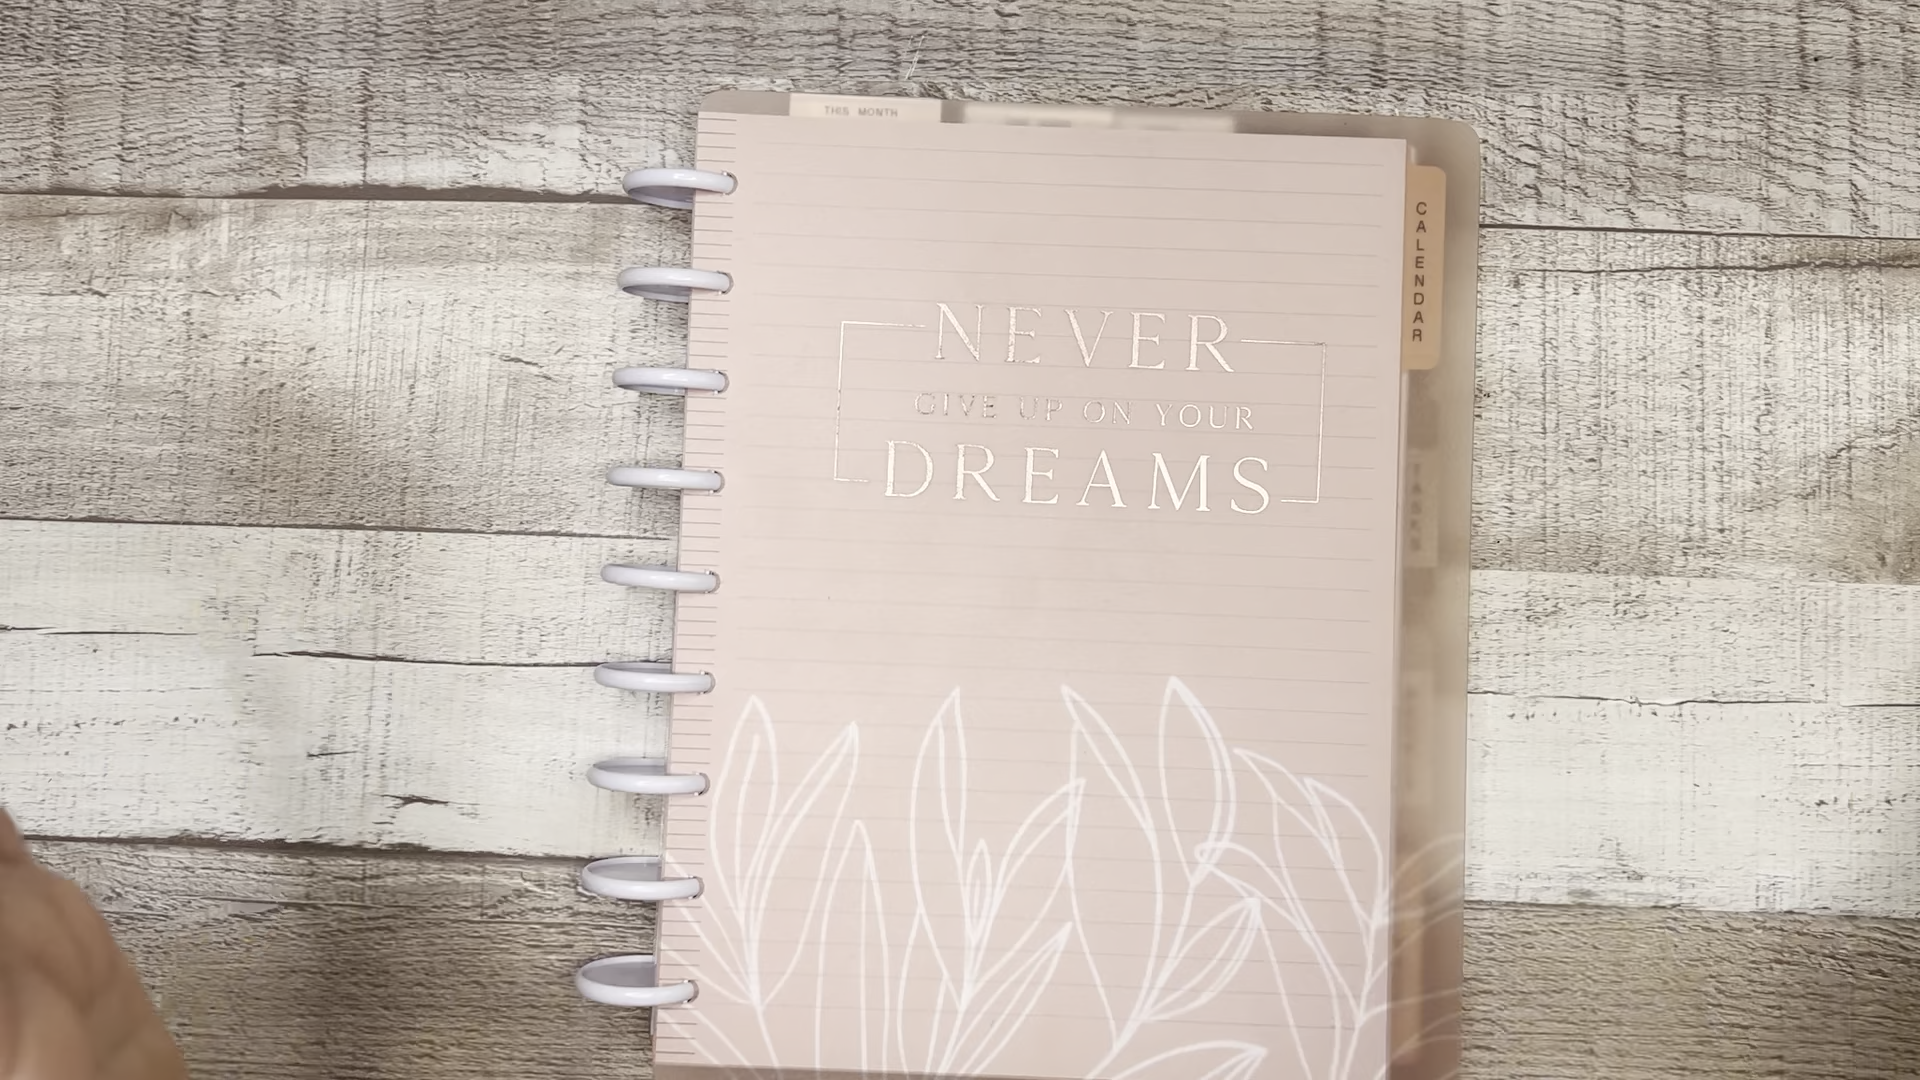 THIS MONTH
NEVER
GIVE UP ON YOUR
DREAMS
CALENDAR